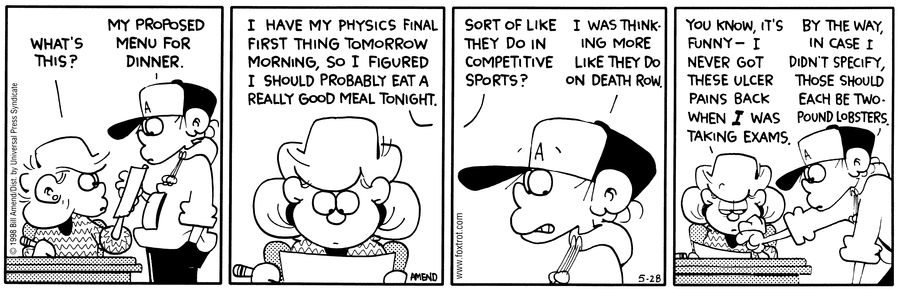 WHAT'S
THIS?
MY PROPOSED
MENU FOR
DINNER.
A
© 1998 Bill Amend/Dist. by Universal Press Syndicate
I HAVE MY PHYSICS FINAL
FIRST THING TOMORROW
MORNING, SO I FIGURED
I SHOULD PROBABLY EAT A
REALLY GOOD MEAL TONIGHT.
AMEND
SORT OF LIKE
THEY DO IN
COMPETITIVE
SPORTS?
I WAS THINK-
ING MORE
LIKE THEY DO
ON DEATH ROW.
A
www.foxtrot.com
5-28
YOU KNOW, IT'S
FUNNY – I
NEVER GOT
THESE ULCER
PAINS BACK
WHEN I WAS
TAKING EXAMS.
BY THE WAY,
IN CASE I
DIDN'T SPECIFY,
THOSE SHOULD
EACH BE TWO-
POUND LOBSTERS.
A